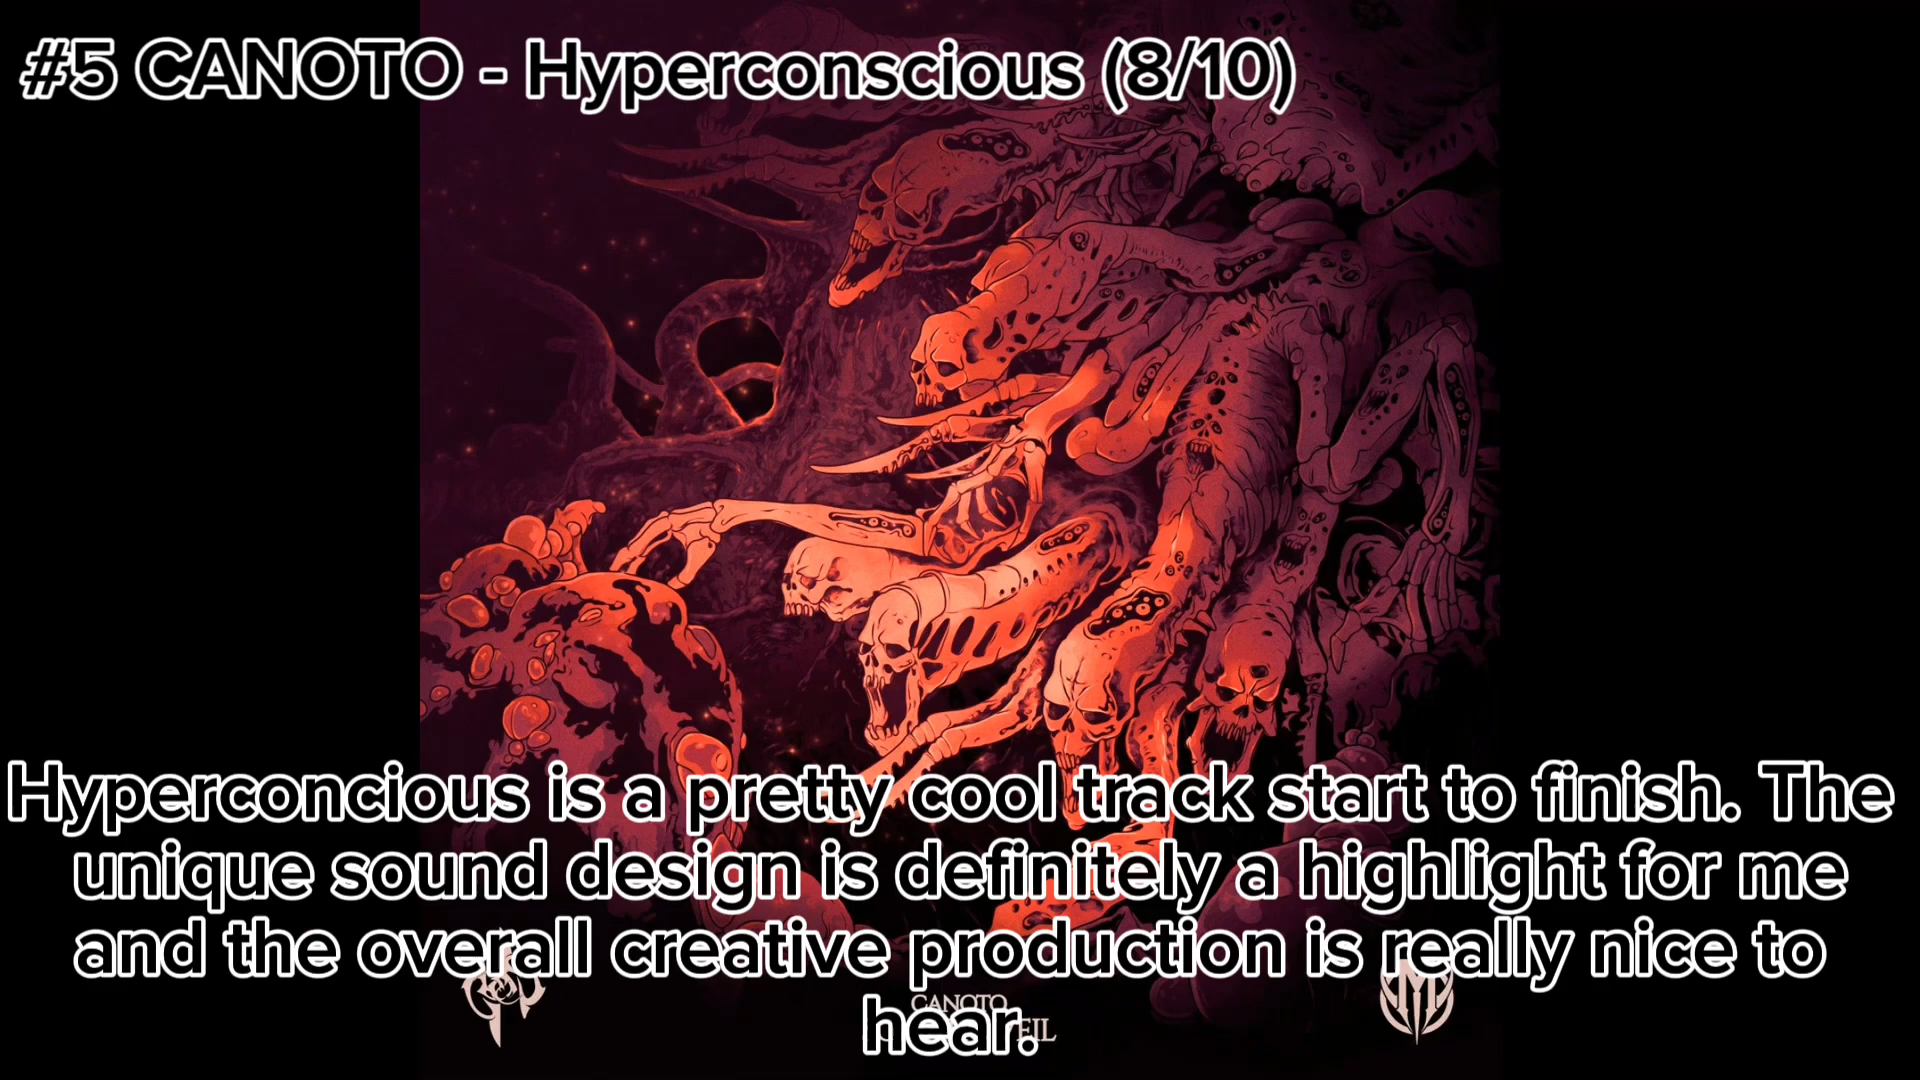 #5 CANOTO - Hyperconscious (8/10)
Hyperconcious is a pretty cool track start to finish. The
unique sound design is definitely a highlight for me
and the overall creative production is really nice to
CANOTO
hear.